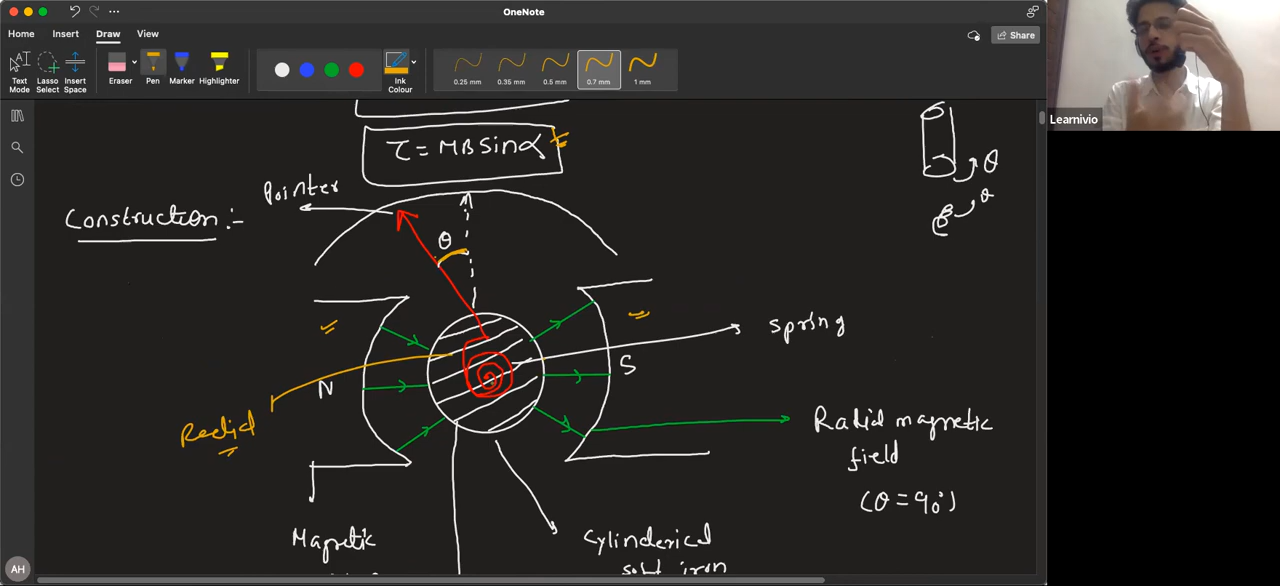 OneNote
Home Insert Draw View
Share
Text Mode
Lasso Select
Insert Space
Eraser
Pen
Marker
Highlighter
Ink Colour
0.25 mm
0.35 mm
0.5 mm
0.7 mm
1 mm
Learnivio
τ = MB sinα
Pointer
Construction :-
θ
θ
θ
spring
N
S
Radial
Radial magnetic
field
(θ = 90°)
Magnetic
Cylinderical
AH